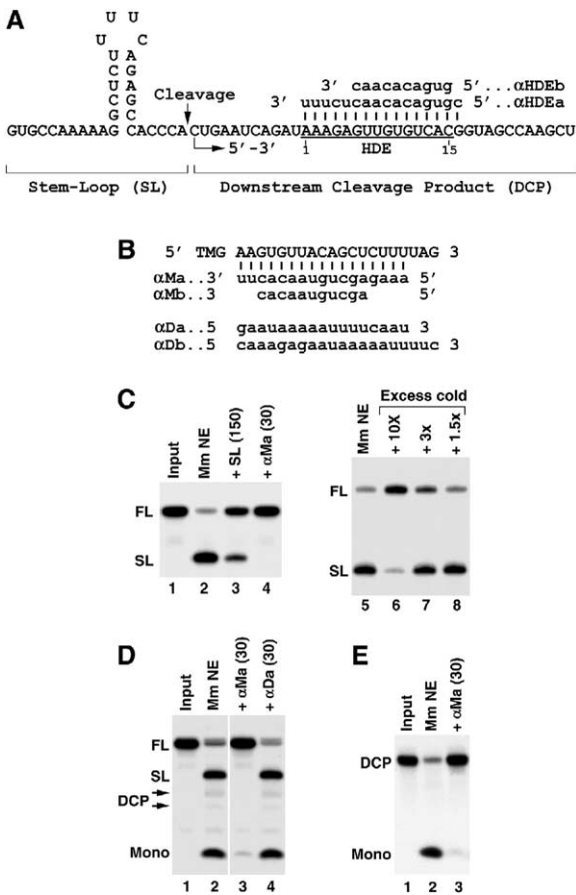 A
U U
U C
U A
C G
U A
C G
G C
Cleavage
3' caacacagug 5'...αHDEb
3' uuucucaacacagugc 5'...αHDEa
GUGCCAAAAAG CACCCACUGAAUCAGAUAAAGAGUUGUGUCACGGUAGCCAAGCU
5'-3' 1 HDE 15
Stem-Loop (SL) Downstream Cleavage Product (DCP)
B
5' TMG AAGUGUUACAGCUCUUUUAG 3
αMa..3' uucacaaugucgagaaa 5'
αMb..3 cacaaugucga 5'
αDa..5 gaauaaaaauuuucaau 3
αDb..5 caaagagaauaaaaauuuuc 3
C
Input
Mm NE
+ SL (150)
+ αMa (30)
FL
SL
1 2 3 4
Excess cold
Mm NE
+ 10X
+ 3x
+ 1.5x
FL
SL
5 6 7 8
D
Input
Mm NE
+ αMa (30)
+ αDa (30)
FL
SL
DCP
Mono
1 2 3 4
E
Input
Mm NE
+ αMa (30)
DCP
Mono
1 2 3